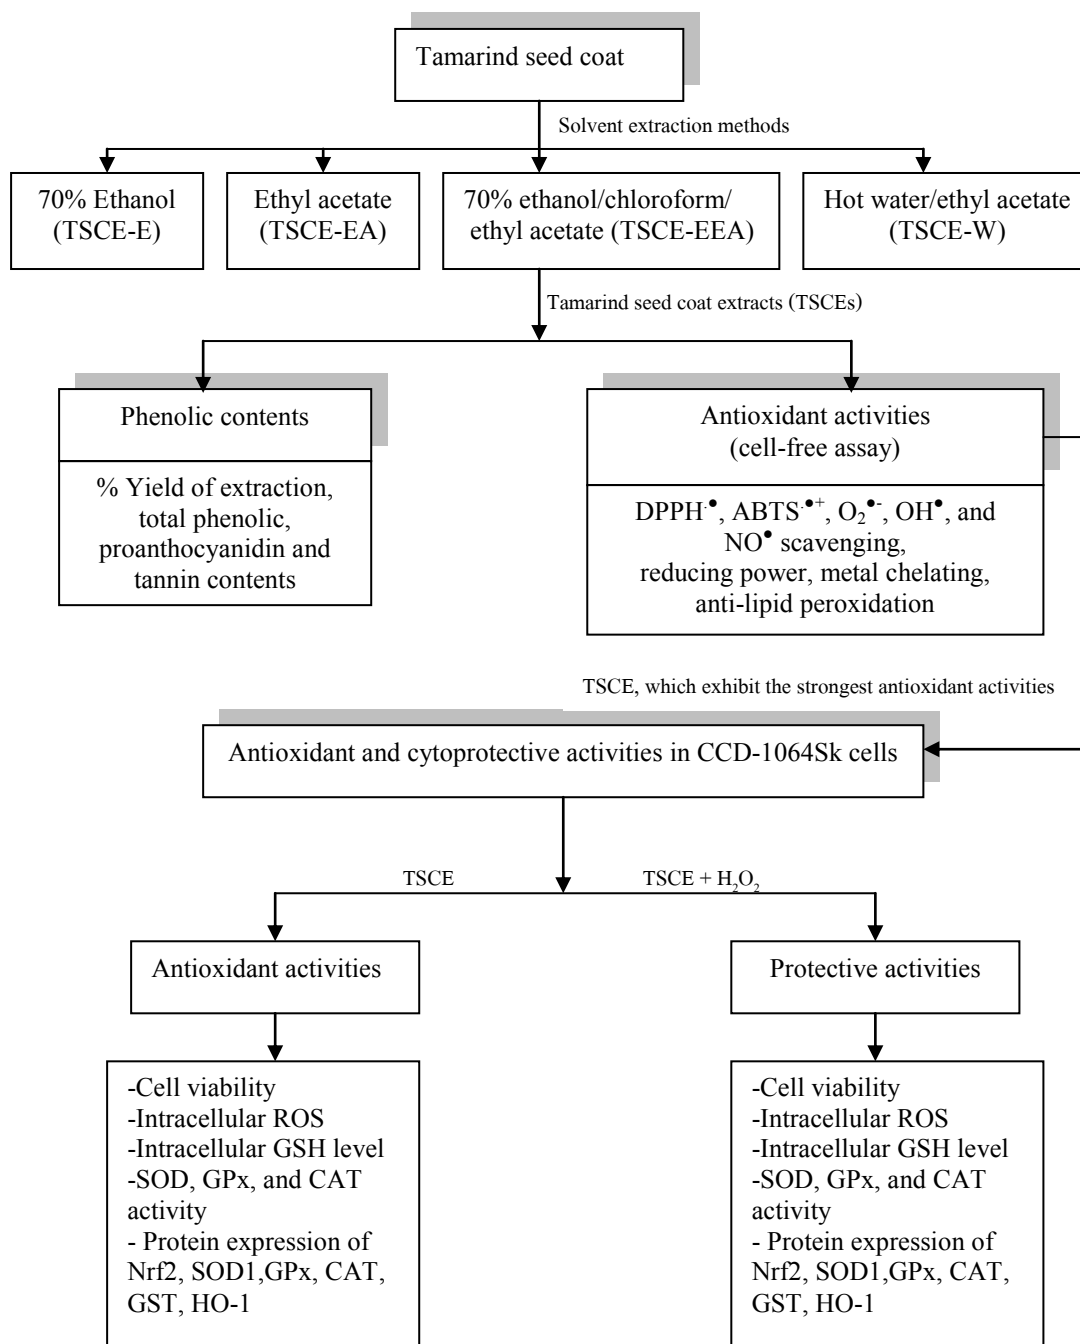 Tamarind seed coat
Solvent extraction methods
70% Ethanol
(TSCE-E)
Ethyl acetate
(TSCE-EA)
70% ethanol/chloroform/
ethyl acetate (TSCE-EEA)
Hot water/ethyl acetate
(TSCE-W)
Tamarind seed coat extracts (TSCEs)
Phenolic contents
% Yield of extraction,
total phenolic,
proanthocyanidin and
tannin contents
Antioxidant activities
(cell-free assay)
DPPH·●, ABTS·●+, O₂●-, OH●, and
NO● scavenging,
reducing power, metal chelating,
anti-lipid peroxidation
TSCE, which exhibit the strongest antioxidant activities
Antioxidant and cytoprotective activities in CCD-1064Sk cells
TSCE
TSCE + H₂O₂
Antioxidant activities
Protective activities
-Cell viability
-Intracellular ROS
-Intracellular GSH level
-SOD, GPx, and CAT
activity
- Protein expression of
Nrf2, SOD1,GPx, CAT,
GST, HO-1
-Cell viability
-Intracellular ROS
-Intracellular GSH level
-SOD, GPx, and CAT
activity
- Protein expression of
Nrf2, SOD1,GPx, CAT,
GST, HO-1